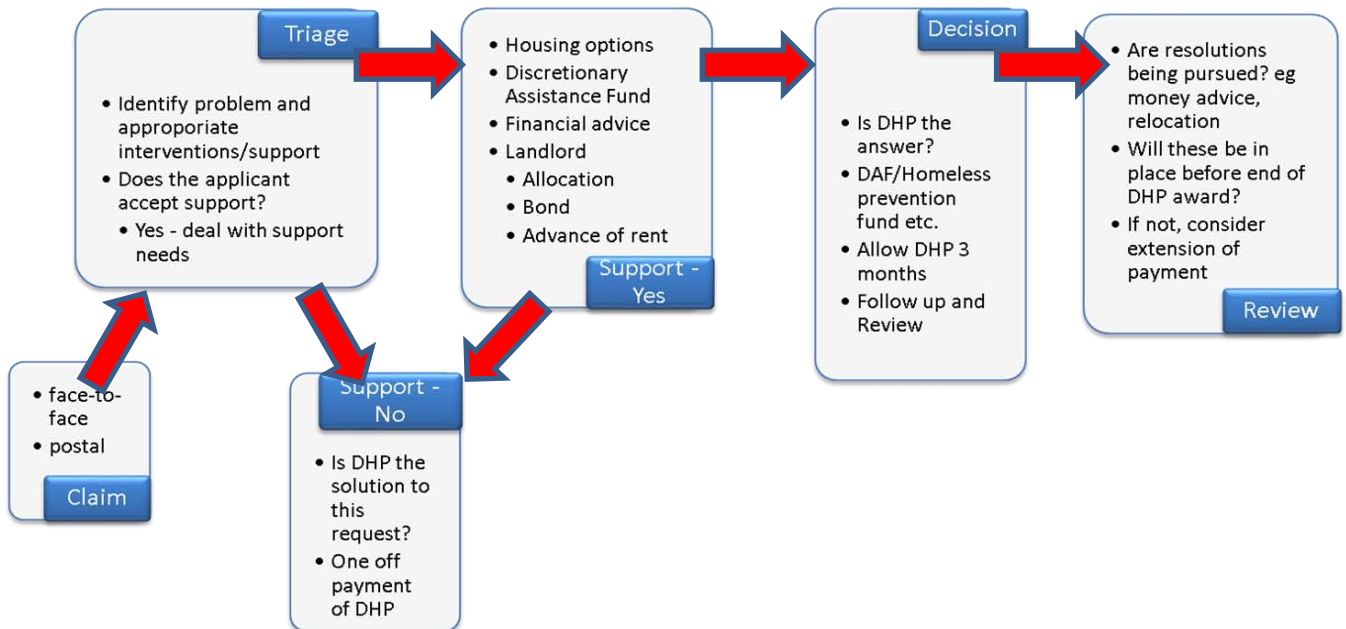 Triage
• Identify problem and
approporiate
interventions/support
• Does the applicant
accept support?
• Yes - deal with support
needs
• Housing options
• Discretionary
Assistance Fund
• Financial advice
• Landlord
• Allocation
• Bond
• Advance of rent
Support -
Yes
Decision
• Is DHP the
answer?
• DAF/Homeless
prevention
fund etc.
• Allow DHP 3
months
• Follow up and
Review
• Are resolutions
being pursued? eg
money advice,
relocation
• Will these be in
place before end of
DHP award?
• If not, consider
extension of
payment
Review
• face-to-
face
• postal
Claim
Support -
No
• Is DHP the
solution to
this
request?
• One off
payment
of DHP